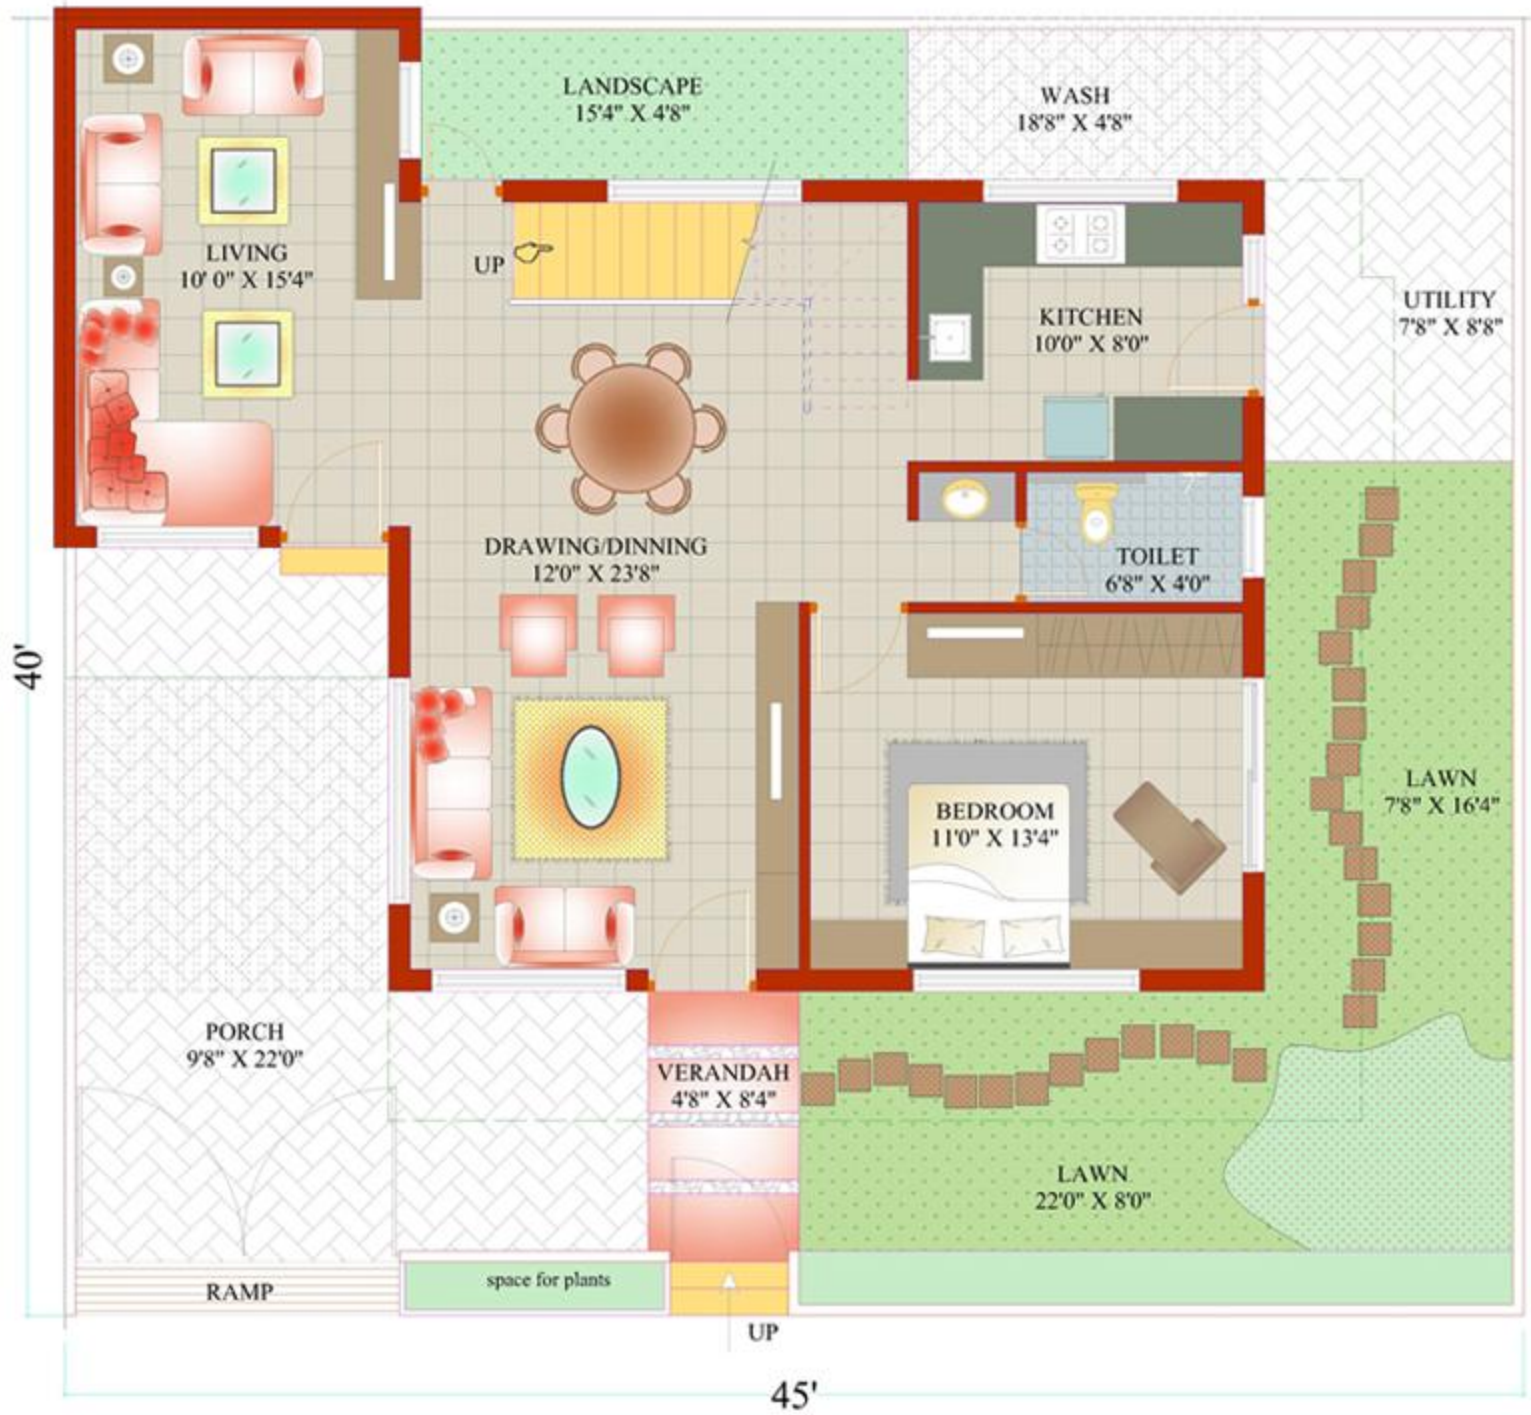 LANDSCAPE
15'4" X 4'8"
WASH
18'8" X 4'8"
LIVING
10' 0" X 15'4"
UP
KITCHEN
10'0" X 8'0"
UTILITY
7'8" X 8'8"
DRAWING/DINNING
12'0" X 23'8"
TOILET
6'8" X 4'0"
40'
BEDROOM
11'0" X 13'4"
LAWN
7'8" X 16'4"
PORCH
9'8" X 22'0"
VERANDAH
4'8" X 8'4"
LAWN
22'0" X 8'0"
RAMP
space for plants
UP
45'